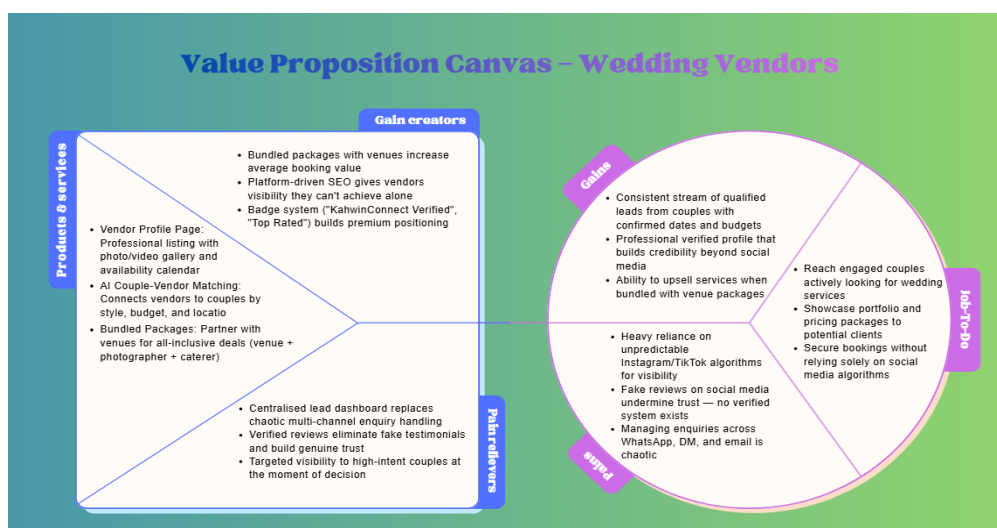 Value Proposition Canvas – Wedding Vendors
Gain creators
Products & services
• Bundled packages with venues increase
average booking value
• Platform-driven SEO gives vendors
visibility they can't achieve alone
• Badge system ("KahwinConnect Verified",
"Top Rated") builds premium positioning
• Vendor Profile Page:
Professional listing with
photo/video gallery and
availability calendar
• AI Couple-Vendor Matching:
Connects vendors to couples by
style, budget, and locatio
• Bundled Packages: Partner with
venues for all-inclusive deals (venue +
photographer + caterer)
• Centralised lead dashboard replaces
chaotic multi-channel enquiry handling
• Verified reviews eliminate fake testimonials
and build genuine trust
• Targeted visibility to high-intent couples at
the moment of decision
Pain relievers
Gains
• Consistent stream of qualified
leads from couples with
confirmed dates and budgets
• Professional verified profile that
builds credibility beyond social
media
• Ability to upsell services when
bundled with venue packages
• Reach engaged couples
actively looking for wedding
services
• Showcase portfolio and
pricing packages to
potential clients
• Secure bookings without
relying solely on social
media algorithms
Job-To-Do
• Heavy reliance on
unpredictable
Instagram/TikTok algorithms
for visibility
• Fake reviews on social media
undermine trust — no verified
system exists
• Managing enquiries across
WhatsApp, DM, and email is
chaotic
Pains